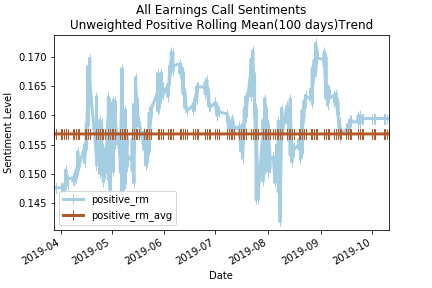 All Earnings Call Sentiments
Unweighted Positive Rolling Mean(100 days)Trend
Sentiment Level
0.170
0.165
0.160
0.155
0.150
0.145
positive_rm
positive_rm_avg
2019-04
2019-05
2019-06
2019-07
2019-08
2019-09
2019-10
Date